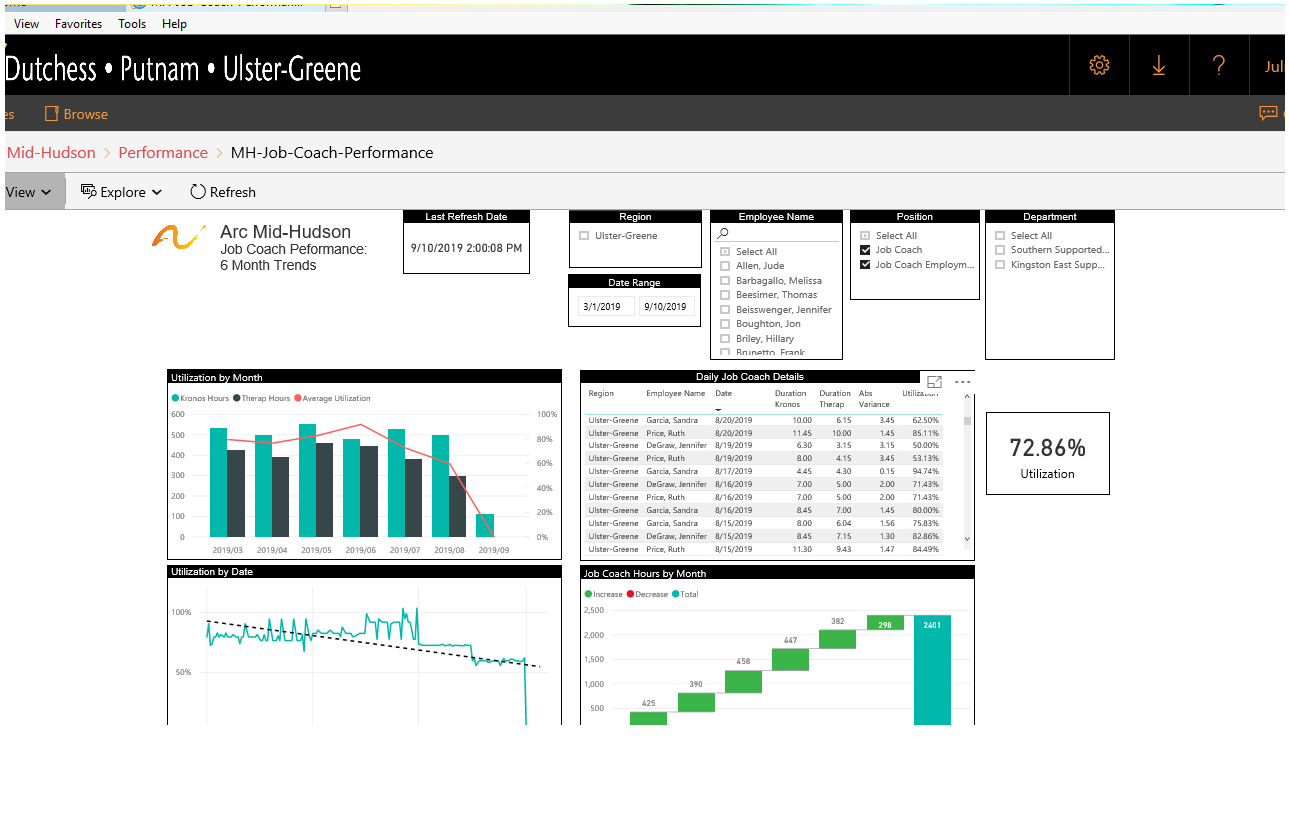 View Favorites Tools Help
Dutchess • Putnam • Ulster-Greene
Jul
es Browse
Mid-Hudson > Performance > MH-Job-Coach-Performance
View Explore Refresh
Arc Mid-Hudson
Job Coach Peformance:
6 Month Trends
Last Refresh Date
9/10/2019 2:00:08 PM
Region
Ulster-Greene
Date Range
3/1/2019 9/10/2019
Employee Name
Select All
Allen, Jude
Barbagallo, Melissa
Beesimer, Thomas
Beisswenger, Jennifer
Boughton, Jon
Briley, Hillary
Brunetto, Frank
Position
Select All
Job Coach
Job Coach Employm...
Department
Select All
Southern Supported...
Kingston East Supp...
Utilization by Month
Kronos Hours Therap Hours Average Utilization
600 100%
500 80%
400 60%
300 40%
200 20%
100 0%
0
2019/03 2019/04 2019/05 2019/06 2019/07 2019/08 2019/09
Daily Job Coach Details
Region Employee Name Date Duration Kronos Duration Therap Abs Variance Utilization
Ulster-Greene Garcia, Sandra 8/20/2019 10.00 6.15 3.45 62.50%
Ulster-Greene Price, Ruth 8/20/2019 11.45 10.00 1.45 85.11%
Ulster-Greene DeGraw, Jennifer 8/19/2019 6.30 3.15 3.15 50.00%
Ulster-Greene Price, Ruth 8/19/2019 8.00 4.15 3.45 53.13%
Ulster-Greene Garcia, Sandra 8/17/2019 4.45 4.30 0.15 94.74%
Ulster-Greene DeGraw, Jennifer 8/16/2019 7.00 5.00 2.00 71.43%
Ulster-Greene Price, Ruth 8/16/2019 7.00 5.00 2.00 71.43%
Ulster-Greene Garcia, Sandra 8/16/2019 8.45 7.00 1.45 80.00%
Ulster-Greene Garcia, Sandra 8/15/2019 8.00 6.04 1.56 75.83%
Ulster-Greene DeGraw, Jennifer 8/15/2019 8.45 7.15 1.30 82.86%
Ulster-Greene Price, Ruth 8/15/2019 11.30 9.43 1.47 84.49%
72.86%
Utilization
Utilization by Date
100%
50%
Job Coach Hours by Month
Increase Decrease Total
2,500
2,000
1,500
1,000
500
425 390 458 447 382 298 2401